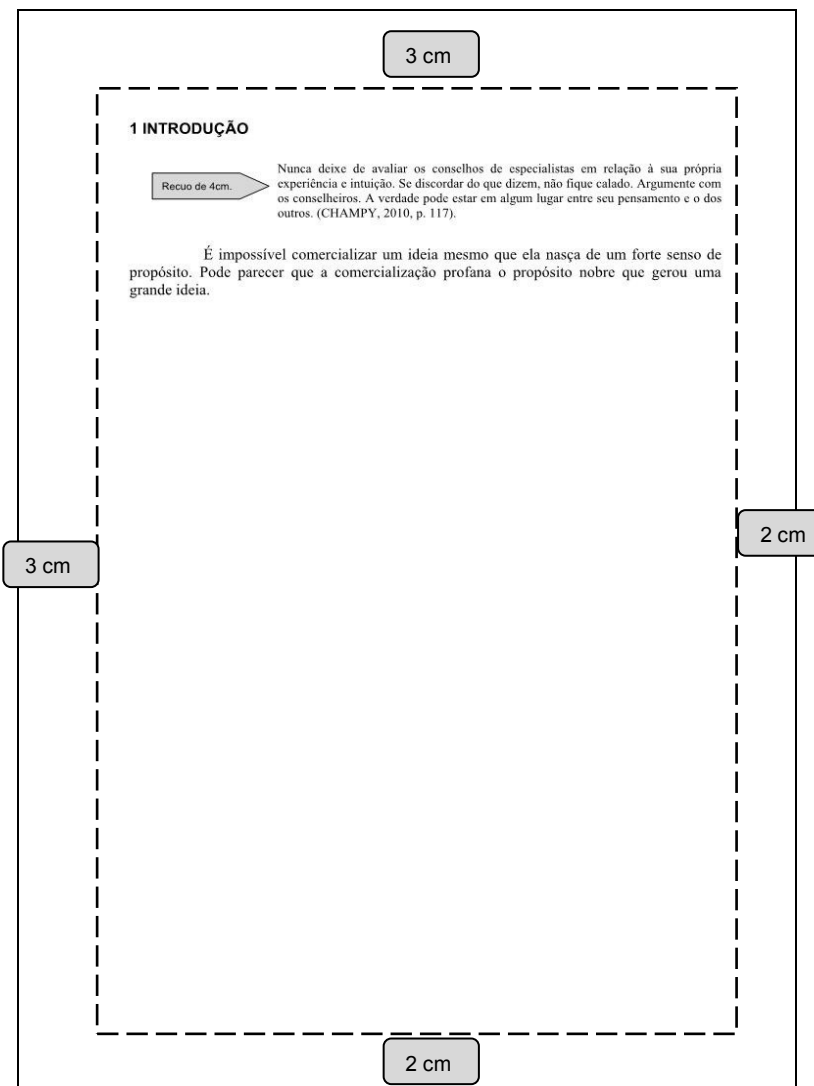 3 cm
1 INTRODUÇÃO
Recuo de 4cm.
Nunca deixe de avaliar os conselhos de especialistas em relação à sua própria
experiência e intuição. Se discordar do que dizem, não fique calado. Argumente com
os conselheiros. A verdade pode estar em algum lugar entre seu pensamento e o dos
outros. (CHAMPY, 2010, p. 117).
É impossível comercializar um ideia mesmo que ela nasça de um forte senso de
propósito. Pode parecer que a comercialização profana o propósito nobre que gerou uma
grande ideia.
2 cm
3 cm
2 cm